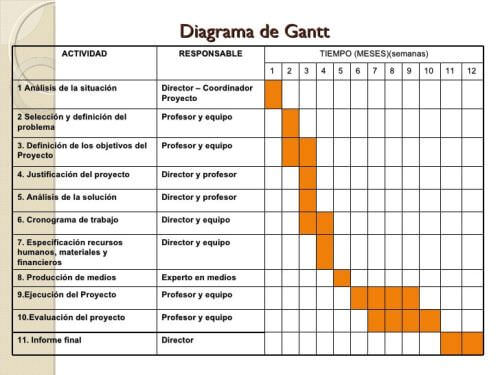 Diagrama de Gantt
ACTIVIDAD RESPONSABLE TIEMPO (MESES)(semanas)
1 2 3 4 5 6 7 8 9 10 11 12
1 Análisis de la situación Director – Coordinador
Proyecto
2 Selección y definición del Profesor y equipo
problema
3. Definición de los objetivos del Profesor y equipo
Proyecto
4. Justificación del proyecto Director y profesor
5. Análisis de la solución Director y profesor
6. Cronograma de trabajo Director y equipo
7. Especificación recursos Director y equipo
humanos, materiales y
financieros
8. Producción de medios Experto en medios
9.Ejecución del Proyecto Profesor y equipo
10.Evaluación del proyecto Profesor y equipo
11. Informe final Director